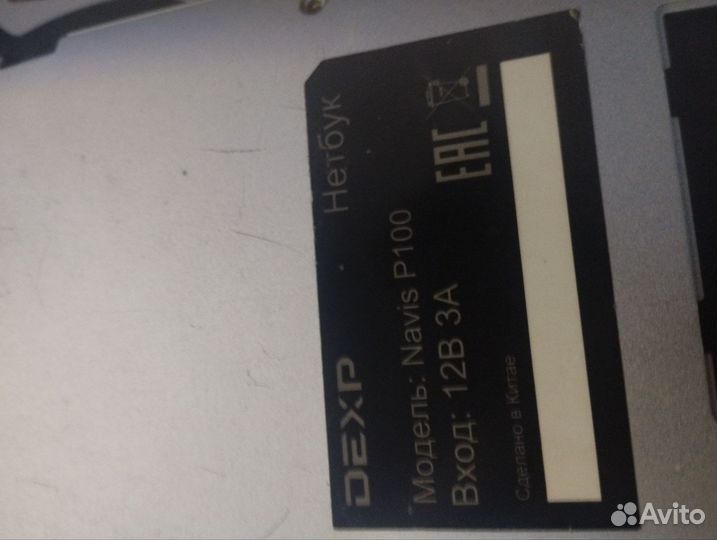 DEXP Нетбук
Модель: Navis P100
Вход: 12В 3А
EAC
Сделано в Китае
Avito